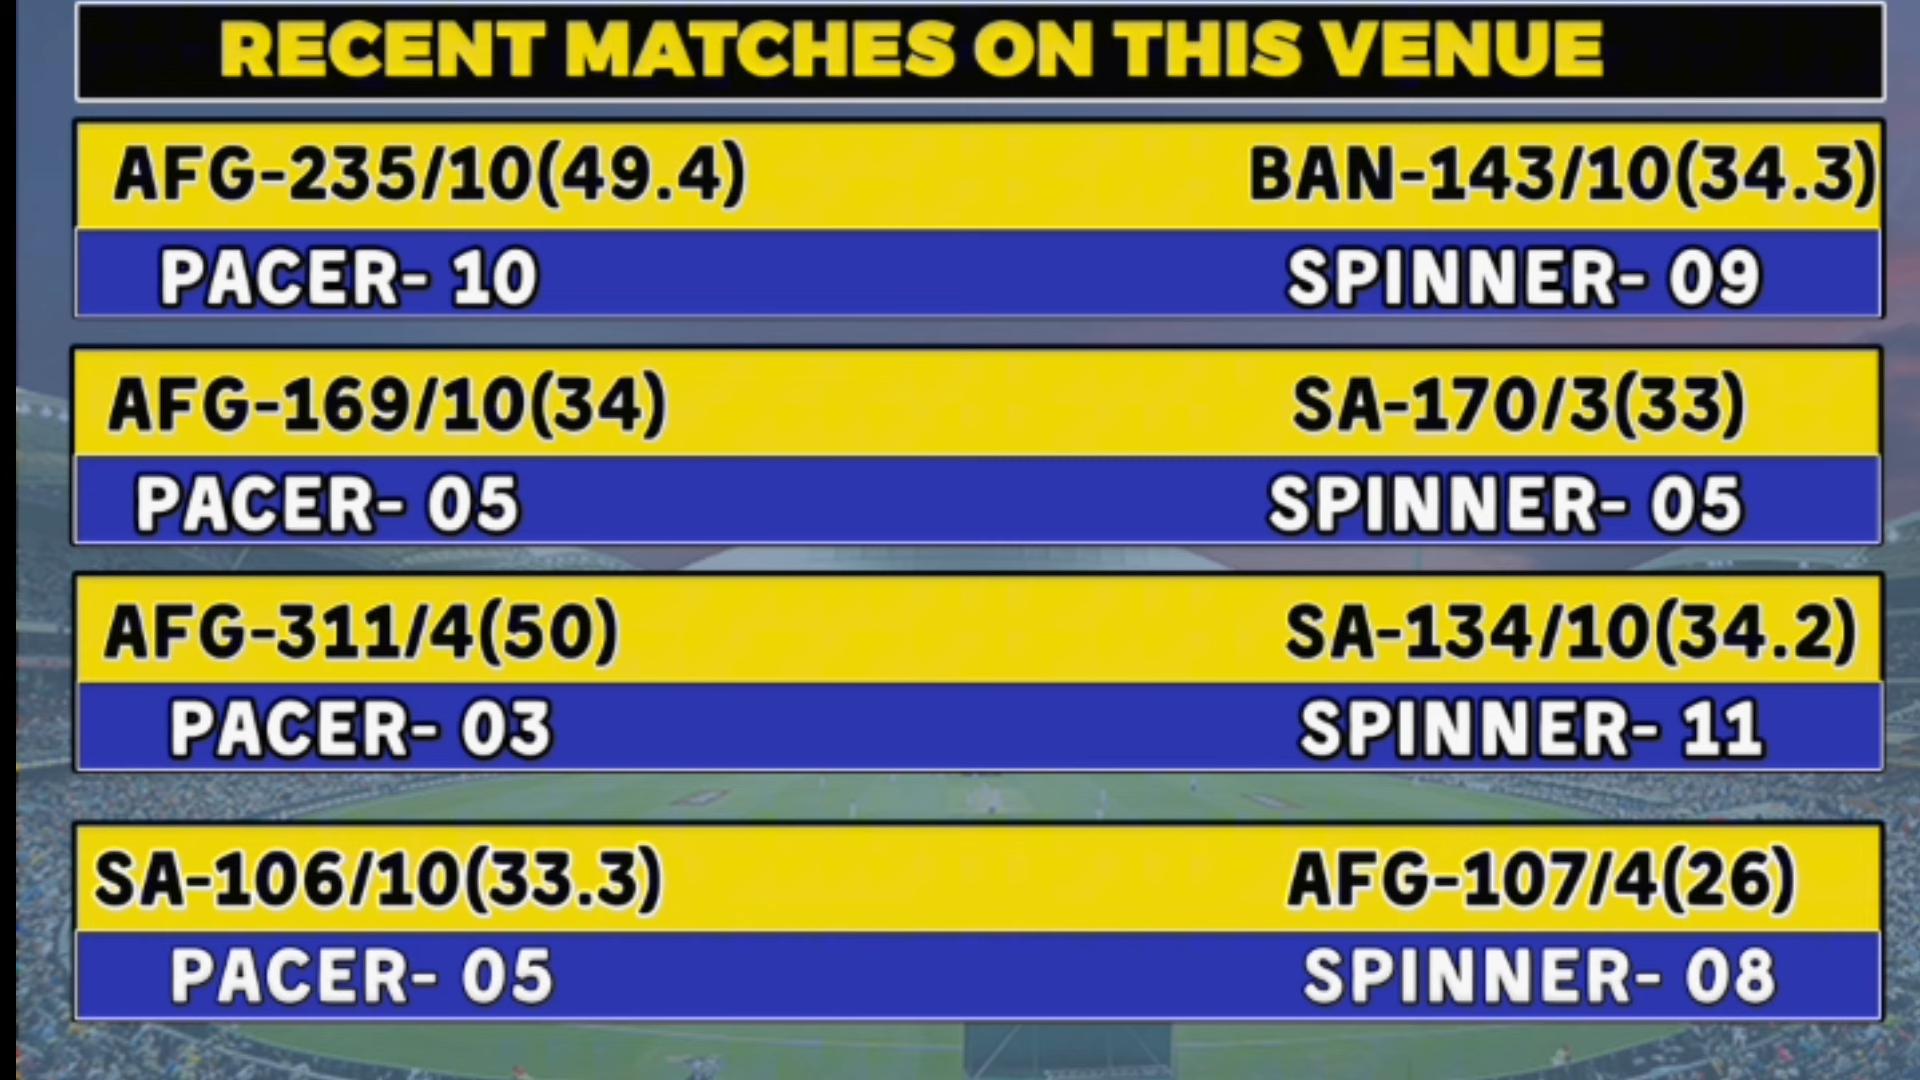 RECENT MATCHES ON THIS VENUE
AFG-235/10(49.4) BAN-143/10(34.3)
PACER- 10 SPINNER- 09
AFG-169/10(34) SA-170/3(33)
PACER- 05 SPINNER- 05
AFG-311/4(50) SA-134/10(34.2)
PACER- 03 SPINNER- 11
SA-106/10(33.3) AFG-107/4(26)
PACER- 05 SPINNER- 08